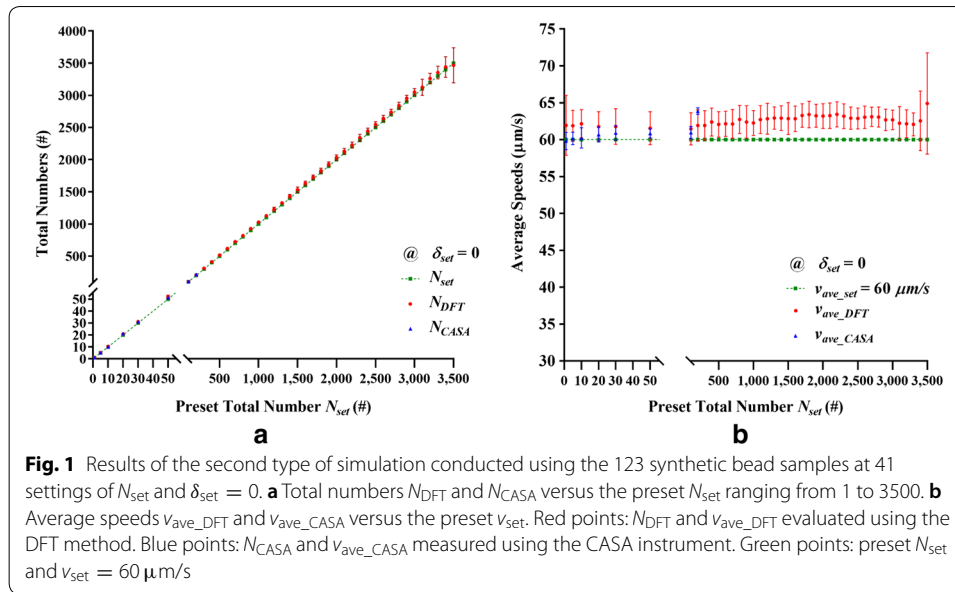 4000
3500
3000
2500
2000
1500
1000
500
50
40
30
20
10
0
Total Numbers (#)
@ δset = 0
Nset
NDFT
NCASA
0 10 20 30 40 50 500 1,000 1,500 2,000 2,500 3,000 3,500
Preset Total Number Nset (#)
a
75
70
65
60
55
50
45
40
35
30
Average Speeds (μm/s)
@ δset = 0
vave_set = 60 μm/s
vave_DFT
vave_CASA
0 10 20 30 40 50 500 1,000 1,500 2,000 2,500 3,000 3,500
Preset Total Number Nset (#)
b
Fig. 1 Results of the second type of simulation conducted using the 123 synthetic bead samples at 41
settings of Nset and δset = 0. a Total numbers NDFT and NCASA versus the preset Nset ranging from 1 to 3500. b
Average speeds vave_DFT and vave_CASA versus the preset vset. Red points: NDFT and vave_DFT evaluated using the
DFT method. Blue points: NCASA and vave_CASA measured using the CASA instrument. Green points: preset Nset
and vset = 60 μm/s